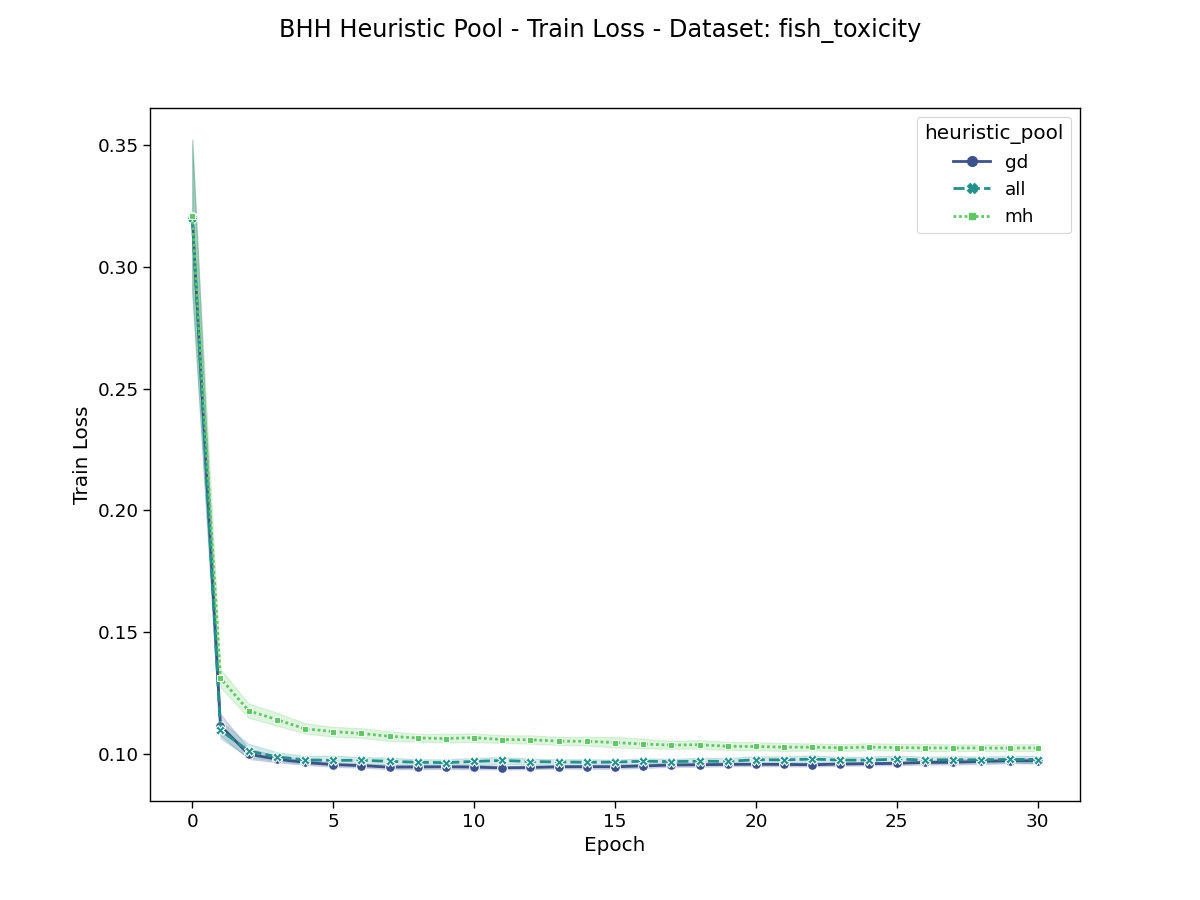 BHH Heuristic Pool - Train Loss - Dataset: fish_toxicity
heuristic_pool
gd
all
mh
0.35
0.30
0.25
0.20
0.15
0.10
Train Loss
0 5 10 15 20 25 30
Epoch